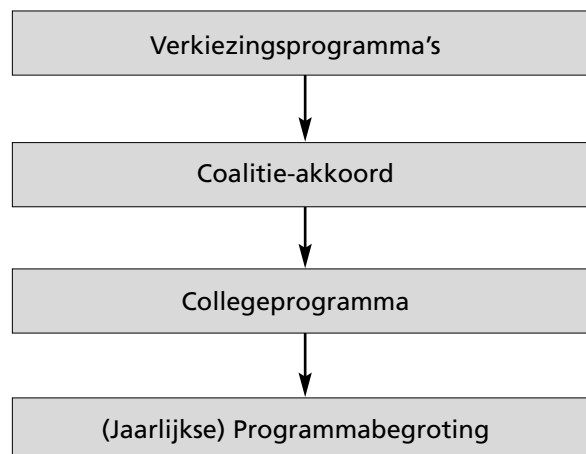 Verkiezingsprogramma’s
Coalitie-akkoord
Collegeprogramma
(Jaarlijkse) Programmabegroting